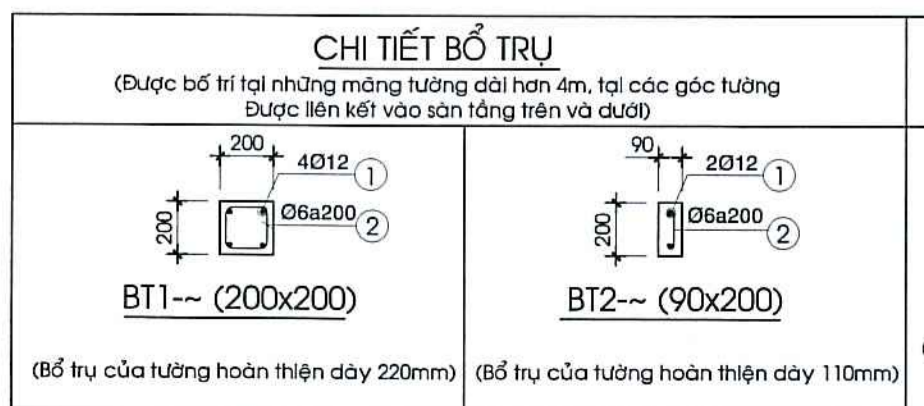 CHI TIẾT BỔ TRỤ
(Được bố trí tại những mảng tường dài hơn 4m, tại các góc tường
Được liên kết vào sàn tầng trên và dưới)
200
4Ø12
1
200
Ø6a200
2
BT1-~ (200x200)
(Bổ trụ của tường hoàn thiện dày 220mm)
90
2Ø12
1
200
Ø6a200
2
BT2-~ (90x200)
(Bổ trụ của tường hoàn thiện dày 110mm)